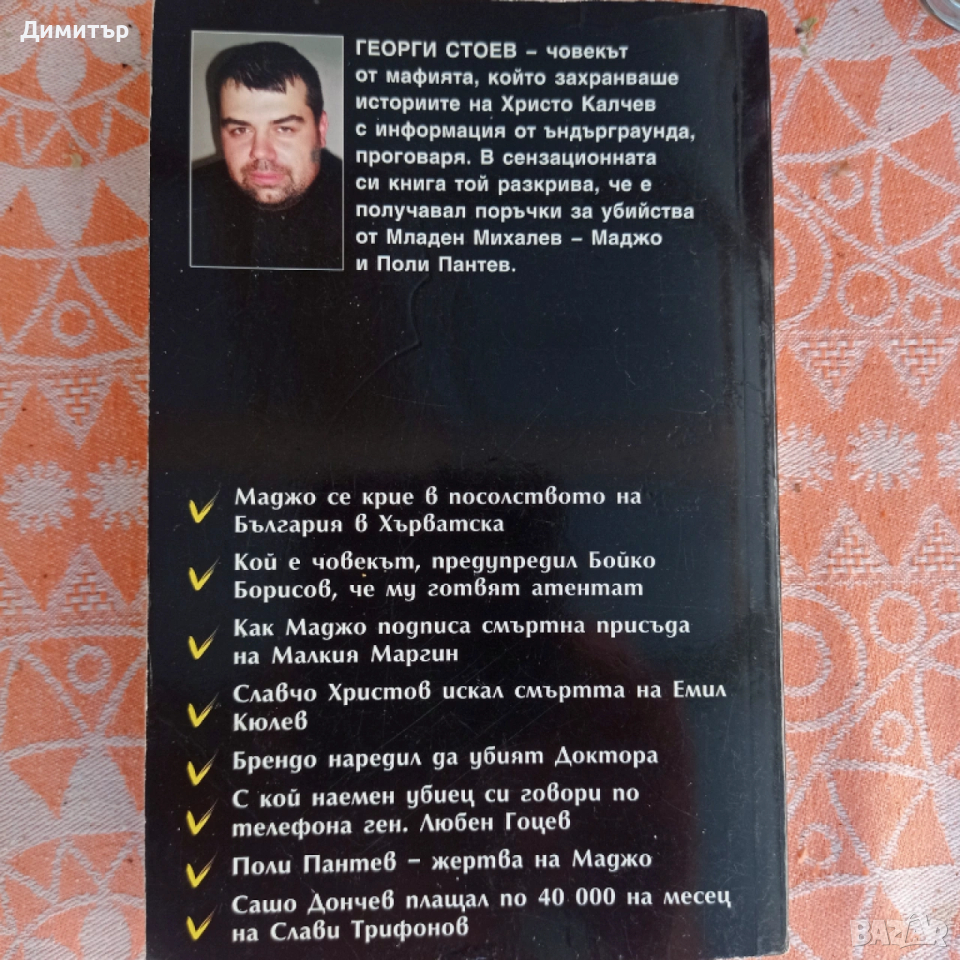 Димитър
ГЕОРГИ СТОЕВ – човекът
от мафията, който захранваше
историите на Христо Калчев
с информация от ъндърграунда,
проговаря. В сензационната
си книга той разкрива, че е
получавал поръчки за убийства
от Младен Михалев – Маджо
и Поли Пантев.
Маджо се крие в посолството на
България в Хърватска
Кой е човекът, предупредил Бойко
Борисов, че му готвят атентат
Как Маджо подписа смъртна присъда
на Малкия Маргин
Славчо Христов искал смъртта на Емил
Кюлев
Брендо наредил да убият Доктора
С кой наемен убиец си говори по
телефона ген. Любен Гоцев
Поли Пантев – жертва на Маджо
Сашо Дончев плащал по 40 000 на месец
на Слави Трифонов
BAZAR